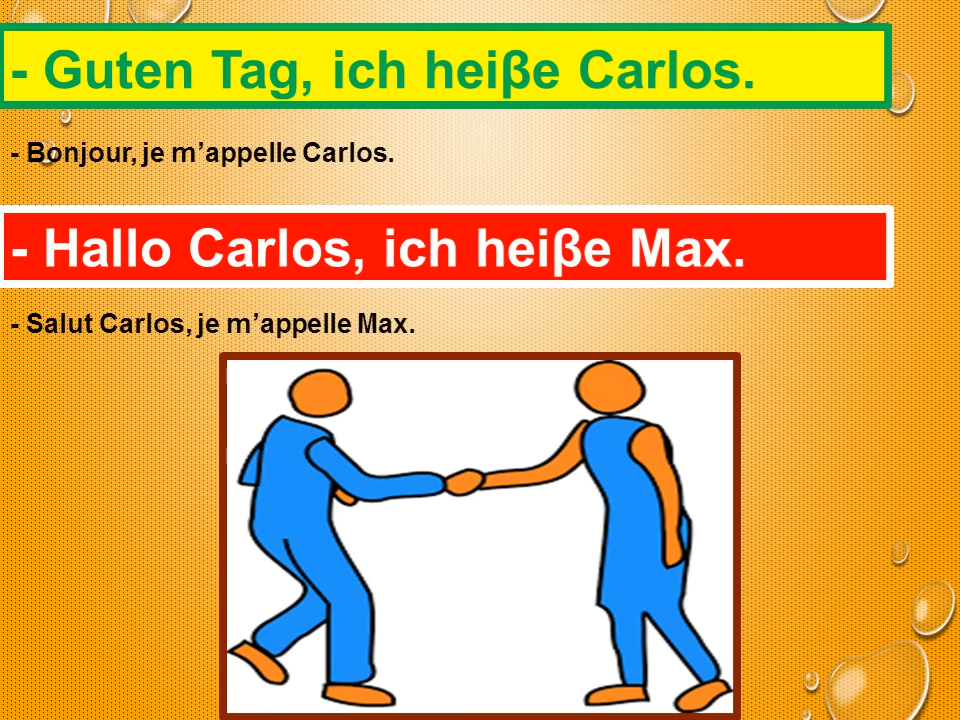 - Guten Tag, ich heiβe Carlos.
- Bonjour, je m’appelle Carlos.
- Hallo Carlos, ich heiβe Max.
- Salut Carlos, je m’appelle Max.